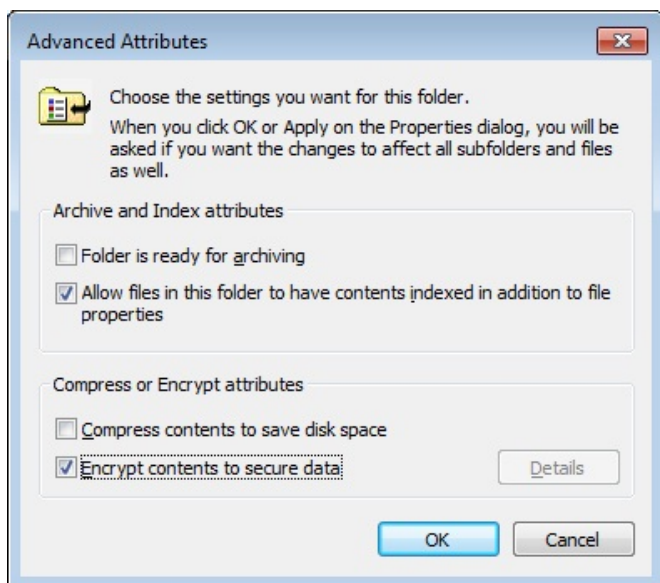 Advanced Attributes
Choose the settings you want for this folder.
When you click OK or Apply on the Properties dialog, you will be
asked if you want the changes to affect all subfolders and files
as well.
Archive and Index attributes
Folder is ready for archiving
Allow files in this folder to have contents indexed in addition to file
properties
Compress or Encrypt attributes
Compress contents to save disk space
Encrypt contents to secure data
Details
OK
Cancel